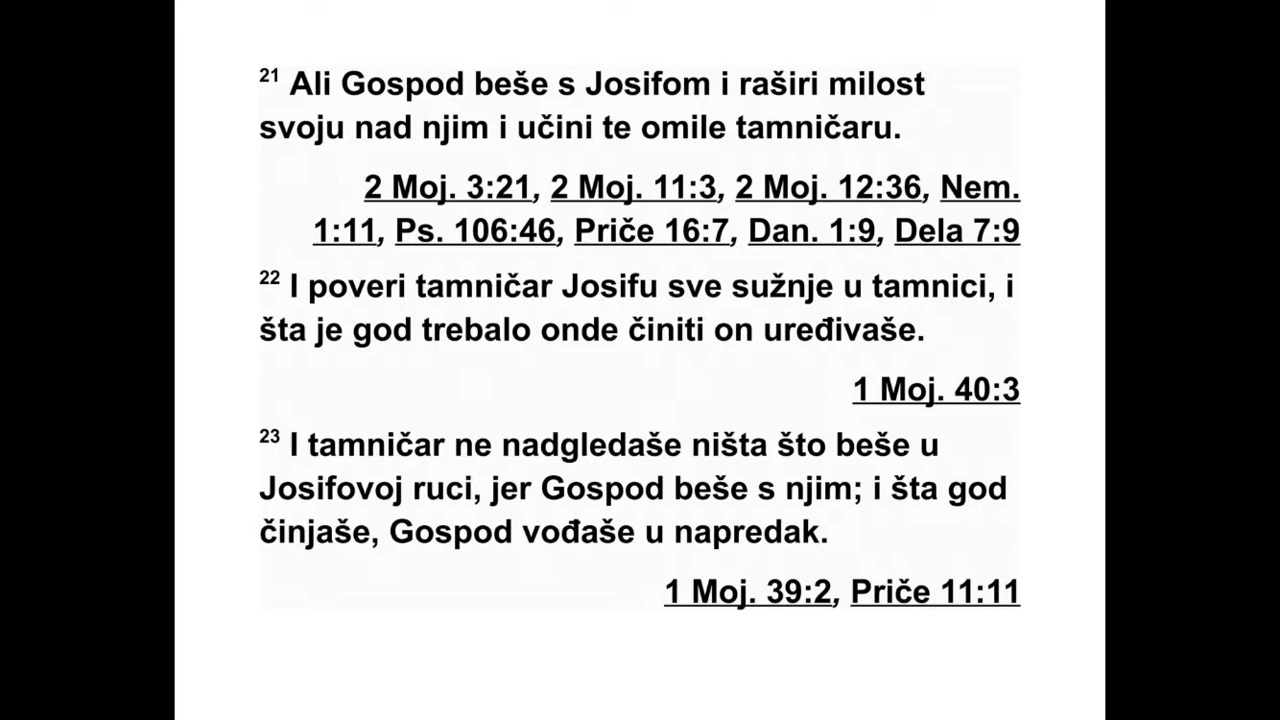 21 Ali Gospod beše s Josifom i raširi milost
svoju nad njim i učini te omile tamničaru.
2 Moj. 3:21, 2 Moj. 11:3, 2 Moj. 12:36, Nem.
1:11, Ps. 106:46, Priče 16:7, Dan. 1:9, Dela 7:9
22 I poveri tamničar Josifu sve sužnje u tamnici, i
šta je god trebalo onde činiti on uređivaše.
1 Moj. 40:3
23 I tamničar ne nadgledaše ništa što beše u
Josifovoj ruci, jer Gospod beše s njim; i šta god
činjaše, Gospod vođaše u napredak.
1 Moj. 39:2, Priče 11:11